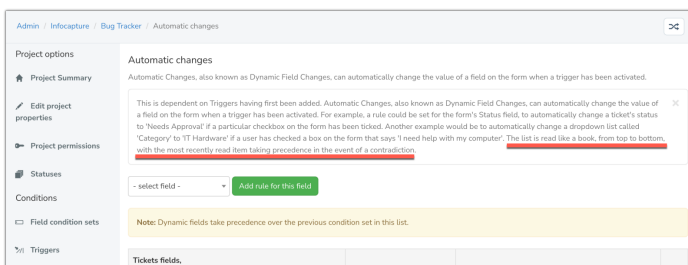 Admin / Infocapture / Bug Tracker / Automatic changes
Project options
Project Summary
Edit project
properties
Project permissions
Statuses
Conditions
Field condition sets
Triggers
Automatic changes
Automatic Changes, also known as Dynamic Field Changes, can automatically change the value of a field on the form when a trigger has been activated.
This is dependent on Triggers having first been added. Automatic Changes, also known as Dynamic Field Changes, can automatically change the value of
a field on the form when a trigger has been activated. For example, a rule could be set for the form's Status field, to automatically change a ticket's status
to 'Needs Approval' if a particular checkbox on the form has been ticked. Another example would be to automatically change a dropdown list called
'Category' to 'IT Hardware' if a user has checked a box on the form that says 'I need help with my computer'. The list is read like a book, from top to bottom,
with the most recently read item taking precedence in the event of a contradiction.
- select field -
Add rule for this field
Note: Dynamic fields take precedence over the previous condition set in this list.
Tickets fields,